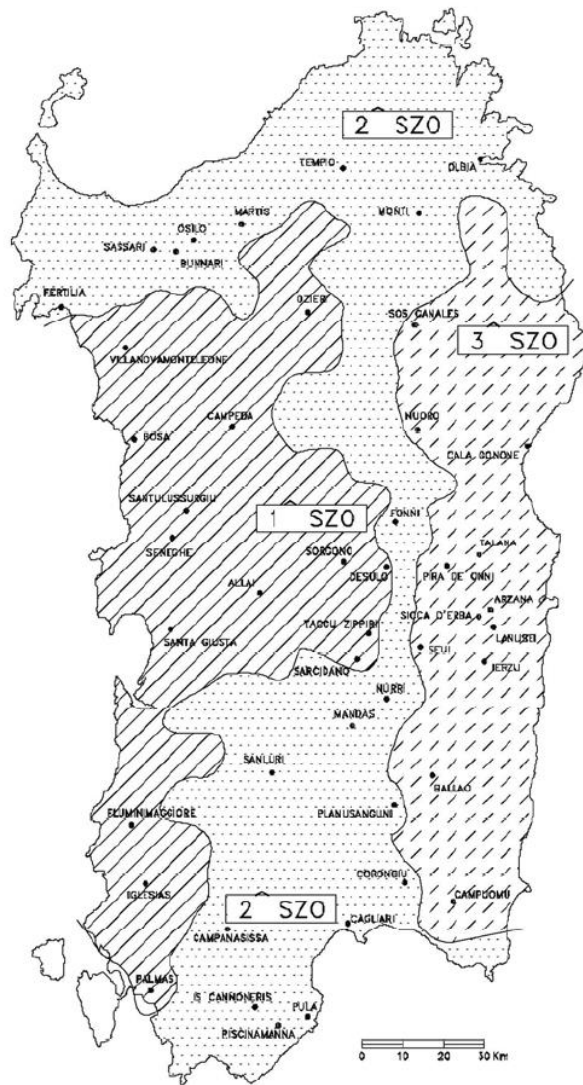 2 SZO
TEMPIO
OLBIA
MARTIS
MONTI
OSILO
SASSARI
BUNNARI
FERTILIA
OZIERI
SOS CANALES
3 SZO
VILLANOVAMONTELEONE
CAMPEDA
NUORO
BOSA
CALA GONONE
SANTULUSSURGIU
1 SZO
FONNI
SENEGHE
SORGONO
TALANA
DESULO
PIRA DE ONNI
ALLAI
ARZANA
SICCA D'ERBA
SANTA GIUSTA
TACCU ZIPPIRI
LANUSEI
SEUI
SARCIDANO
JERZU
NURRI
MANDAS
SANLURI
BALLAO
FLUMINIMAGGIORE
PLANUSANGUNI
CORONGIU
IGLESIAS
2 SZO
CAMPUOMU
CAGLIARI
CAMPANASISSA
PALMAS
IS CANNONERIS
PULA
PISCINAMANNA
0 10 20 30 Km